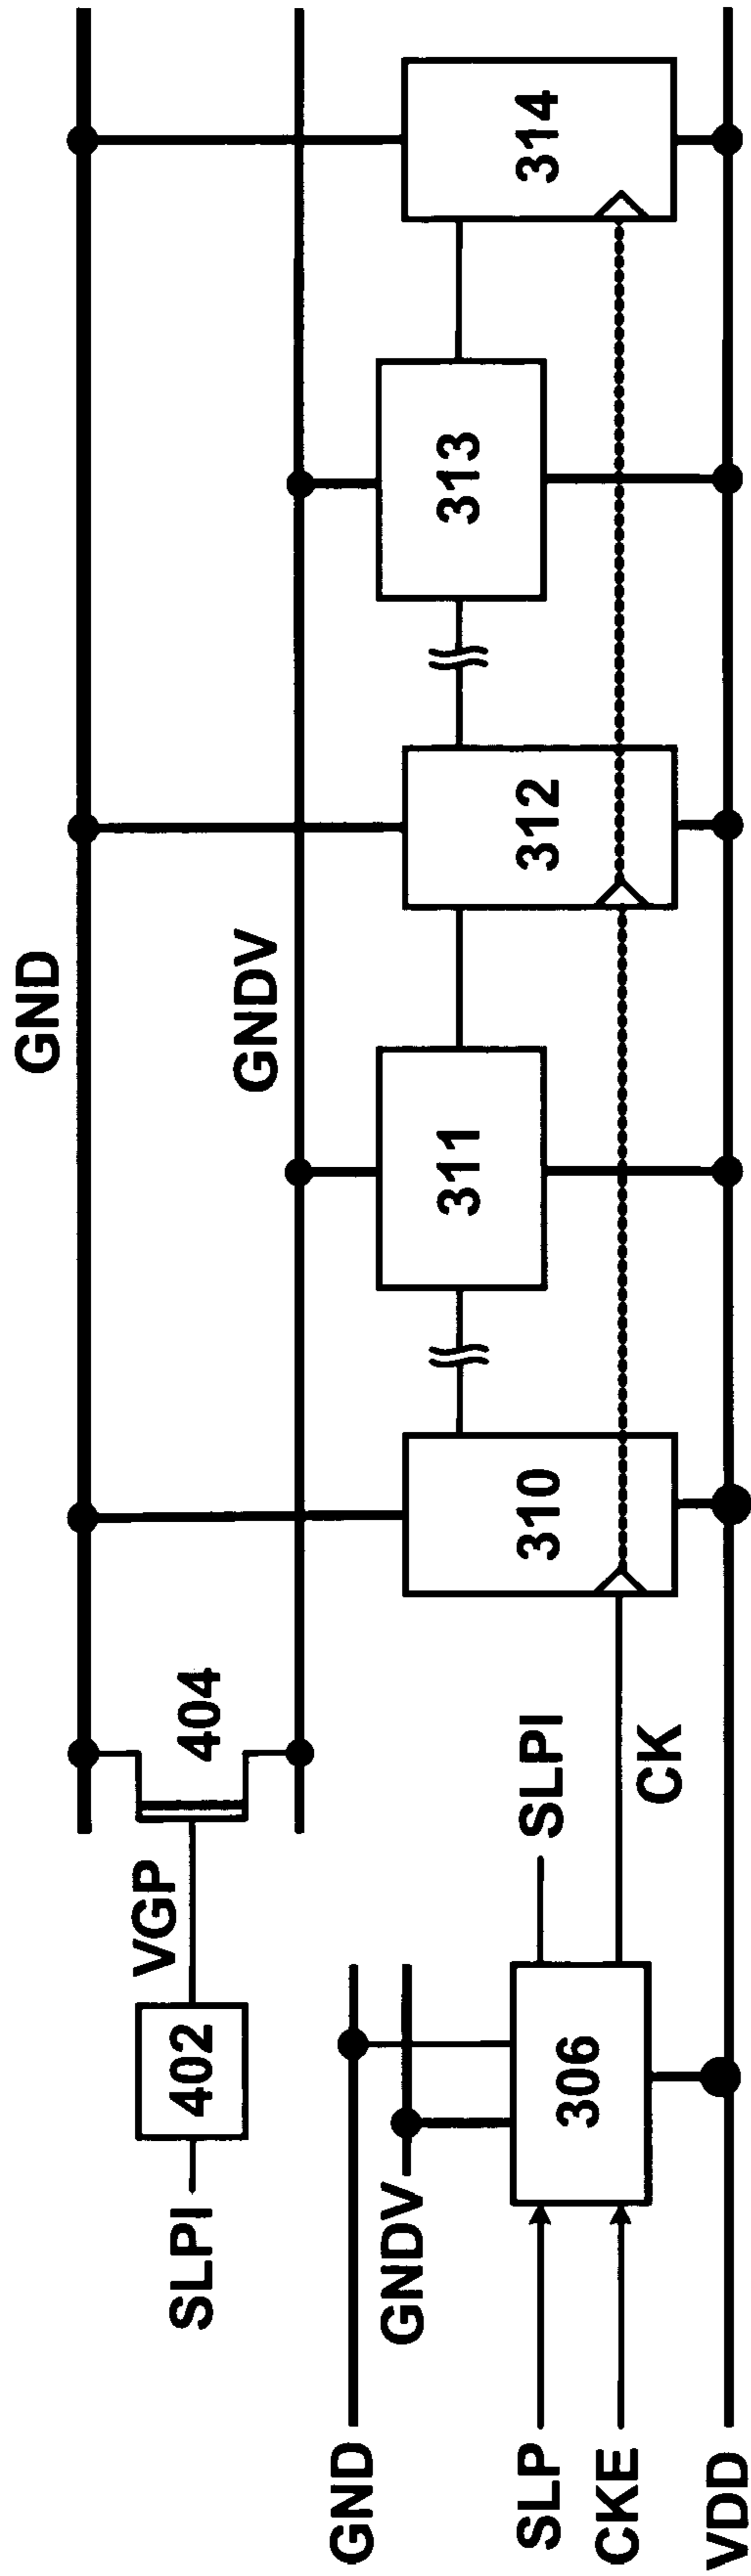 GND
GNDV
SLPI
402
VGP
404
GND
GNDV
SLP
CKE
VDD
306
SLPI
CK
310
311
312
313
314